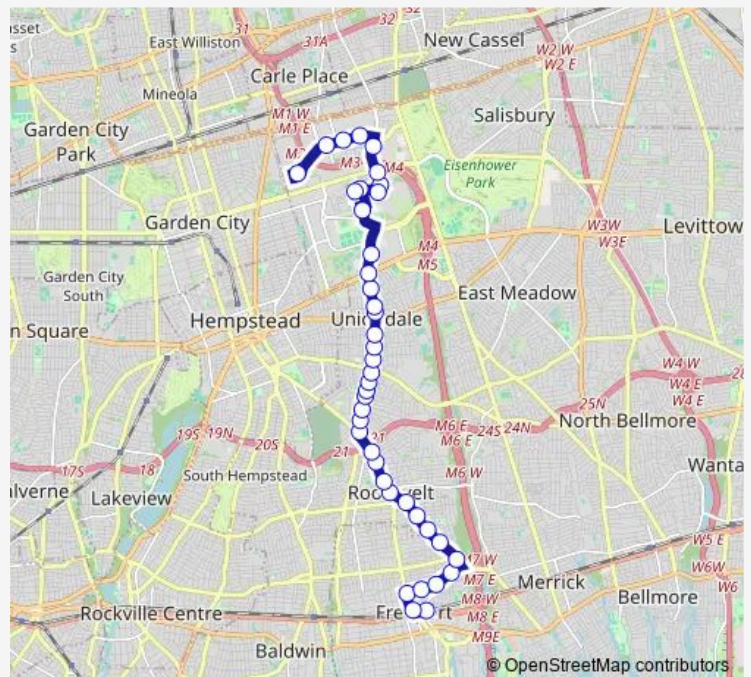 32
31
32
asset
East Williston
31A
New Cassel
W2 W
W2 E
s
Carle Place
Mineola
M1 W
M1 E
Salisbury
Garden City
Park
M3
M4
Eisenhower
Park
Garden City
W3W
W3E
Levittow
M4
M5
Garden City
South
East Meadow
n Square
Hempstead
Uniondale
W4 W
W4 E
W4 E
25N
M6 E
M6 E
24S
24N
North Bellmore
19S
19N
20S
21
21
17S
18
South Hempstead
M6 W
Wanta
alverne
Lakeview
Roosevelt
W5 E
M7 W
M7 E
Merrick
W6W
W6
Bellmore
M8 W
M8 E
Rockville Centre
Freeport
M9E
Baldwin
© OpenStreetMap contributors